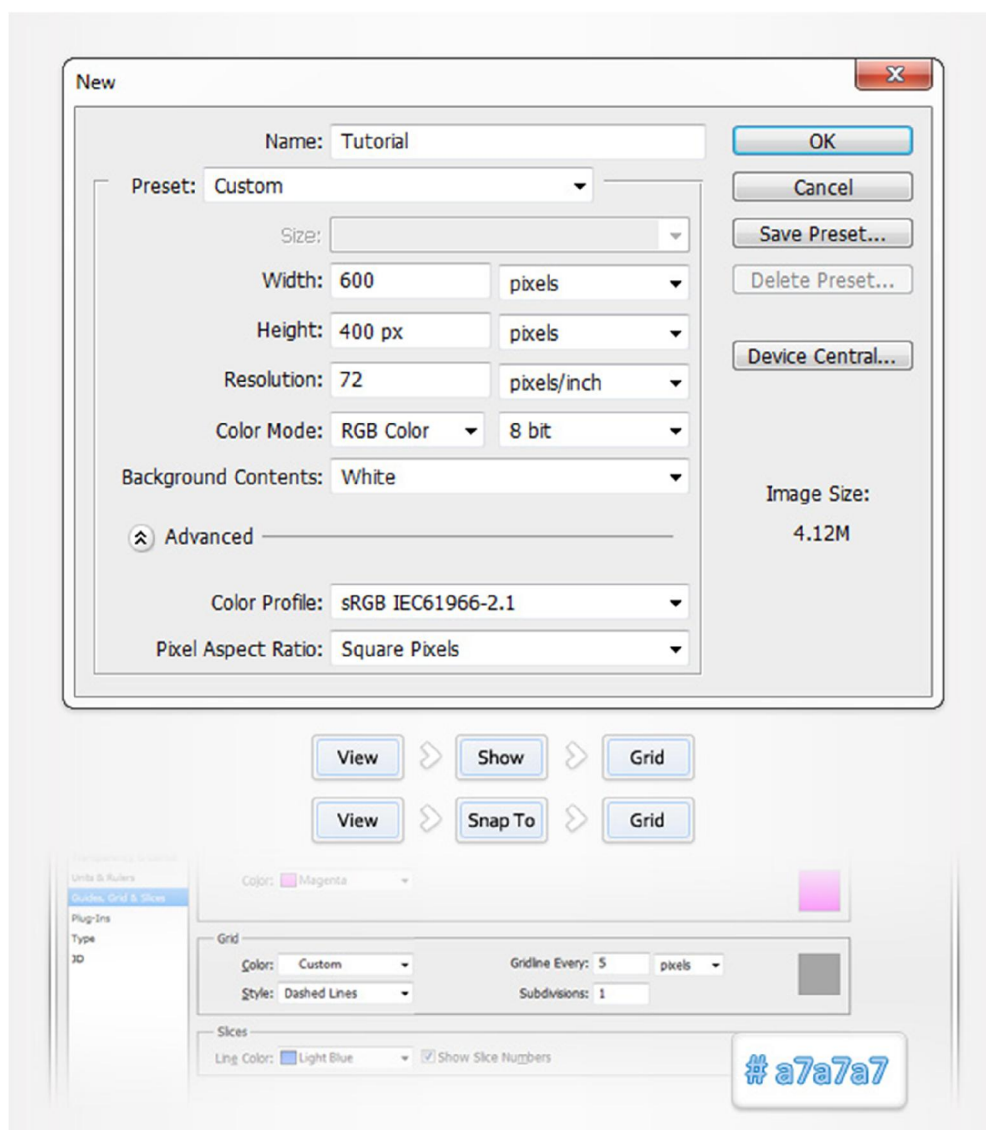 New
Name: Tutorial
OK
Preset: Custom
Cancel
Size:
Save Preset...
Width: 600 pixels
Delete Preset...
Height: 400 px pixels
Device Central...
Resolution: 72 pixels/inch
Color Mode: RGB Color 8 bit
Background Contents: White
Image Size:
4.12M
Advanced
Color Profile: sRGB IEC61966-2.1
Pixel Aspect Ratio: Square Pixels
View Show Grid
View Snap To Grid
Units & Rulers
Guides, Grid & Slices
Plug-Ins
Type
3D
Color: Magenta
Grid
Color: Custom Gridline Every: 5 pixels
Style: Dashed Lines Subdivisions: 1
Slices
Line Color: Light Blue Show Slice Numbers
# a7a7a7